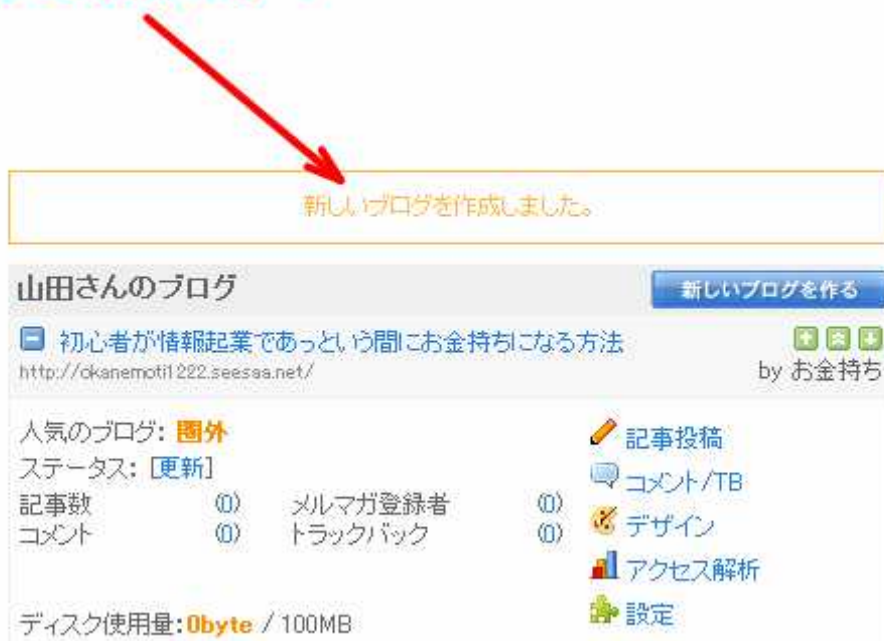 新しいブログを作成しました。
山田さんのブログ
新しいブログを作る
初心者が情報起業であっという間にお金持ちになる方法
http://okanemoti1222.seesaa.net/
by お金持ち
人気のブログ: 圏外
ステータス: [更新]
記事数 (0) メルマガ登録者 (0)
コメント (0) トラックバック (0)
ディスク使用量:0byte / 100MB
記事投稿
コメント/TB
デザイン
アクセス解析
設定